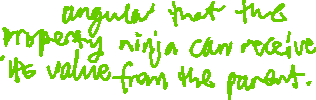 angular that this
property ninja can receive
its value from the parent.